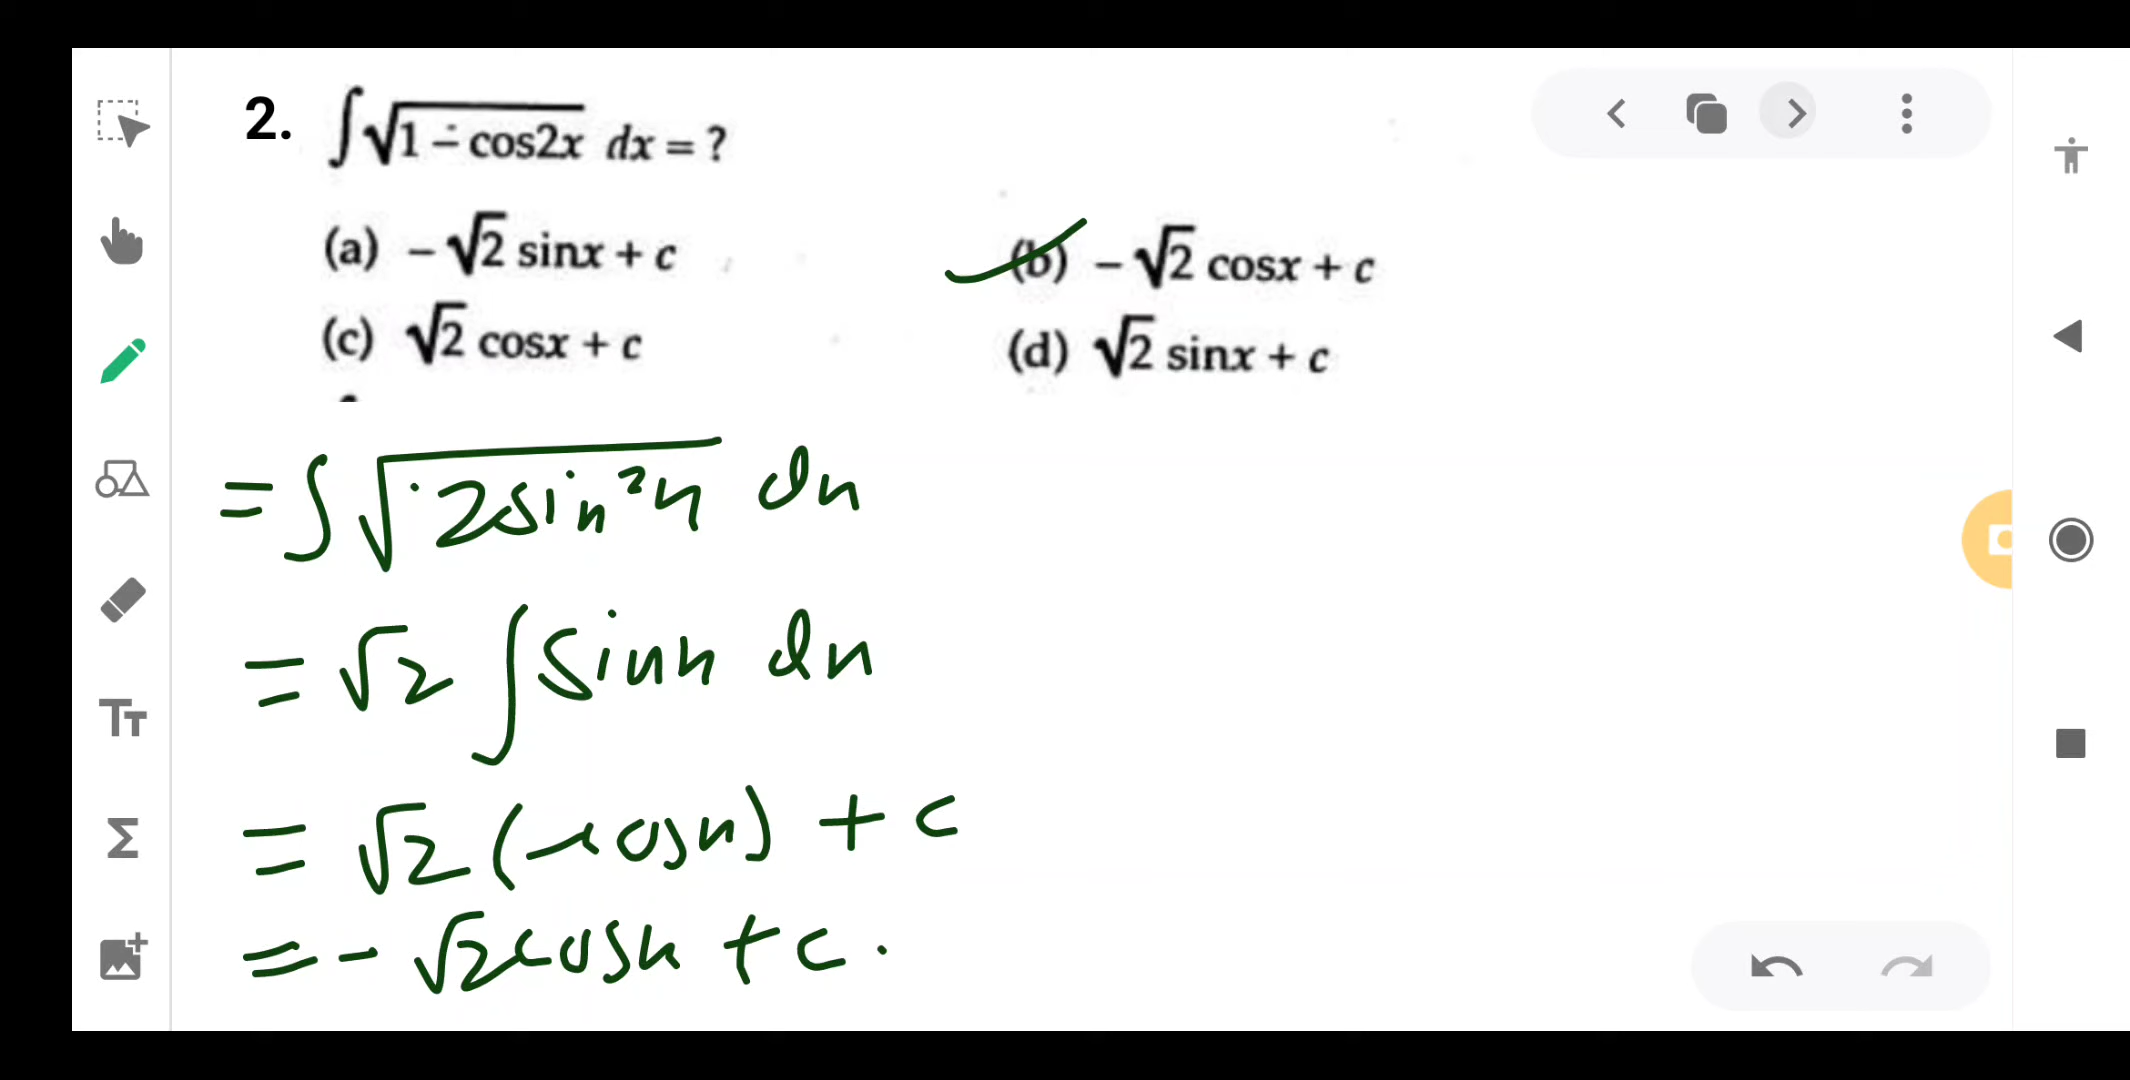 2. ∫√1 - cos2x dx = ?
(a) - √2 sinx + c (b) - √2 cosx + c
(c) √2 cosx + c (d) √2 sinx + c
= ∫ √2sin²x dx
= √2 ∫ sinx dx
= √2 (-cosx) + c
= - √2cosx + c .
TT
Σ